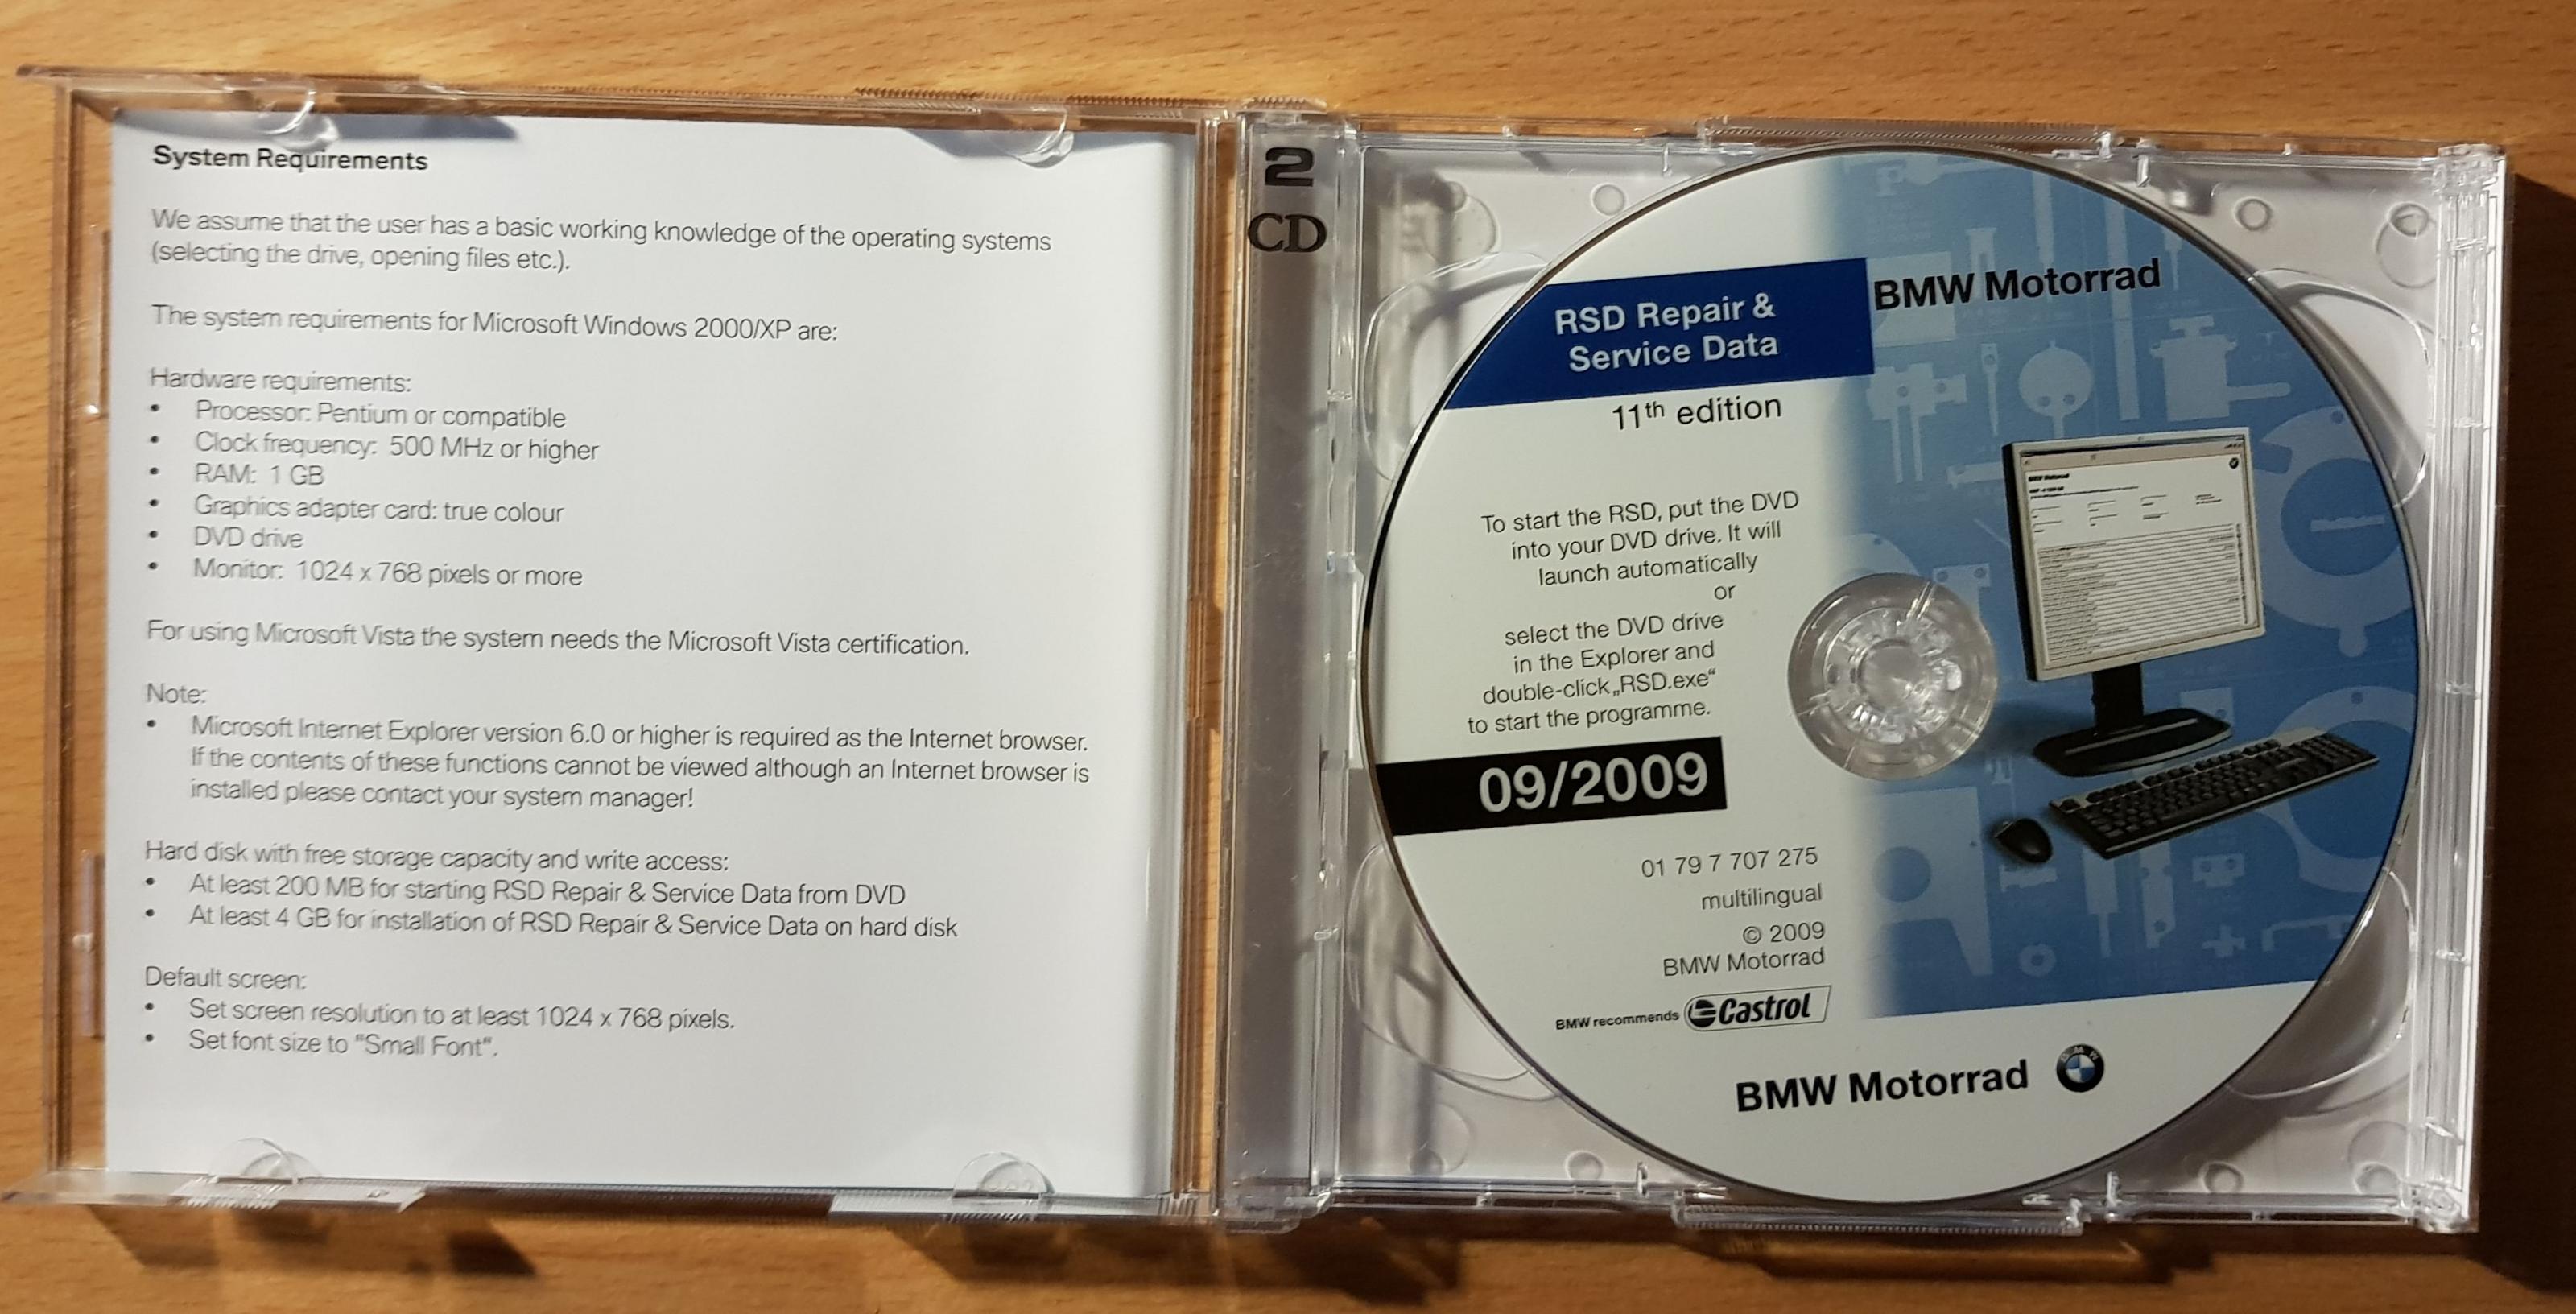 System Requirements
We assume that the user has a basic working knowledge of the operating systems
(selecting the drive, opening files etc.).
The system requirements for Microsoft Windows 2000/XP are:
Hardware requirements:
• Processor: Pentium or compatible
• Clock frequency: 500 MHz or higher
• RAM: 1 GB
• Graphics adapter card: true colour
• DVD drive
• Monitor: 1024 x 768 pixels or more
For using Microsoft Vista the system needs the Microsoft Vista certification.
Note:
• Microsoft Internet Explorer version 6.0 or higher is required as the Internet browser.
If the contents of these functions cannot be viewed although an Internet browser is
installed please contact your system manager!
Hard disk with free storage capacity and write access:
• At least 200 MB for starting RSD Repair & Service Data from DVD
• At least 4 GB for installation of RSD Repair & Service Data on hard disk
Default screen:
• Set screen resolution to at least 1024 x 768 pixels.
• Set font size to "Small Font".
2
CD
RSD Repair &
Service Data
BMW Motorrad
11th edition
To start the RSD, put the DVD
into your DVD drive. It will
launch automatically
or
select the DVD drive
in the Explorer and
double-click „RSD.exe“
to start the programme.
09/2009
01 79 7 707 275
multilingual
© 2009
BMW Motorrad
BMW recommends Castrol
BMW Motorrad
BMW
BMW Motorrad